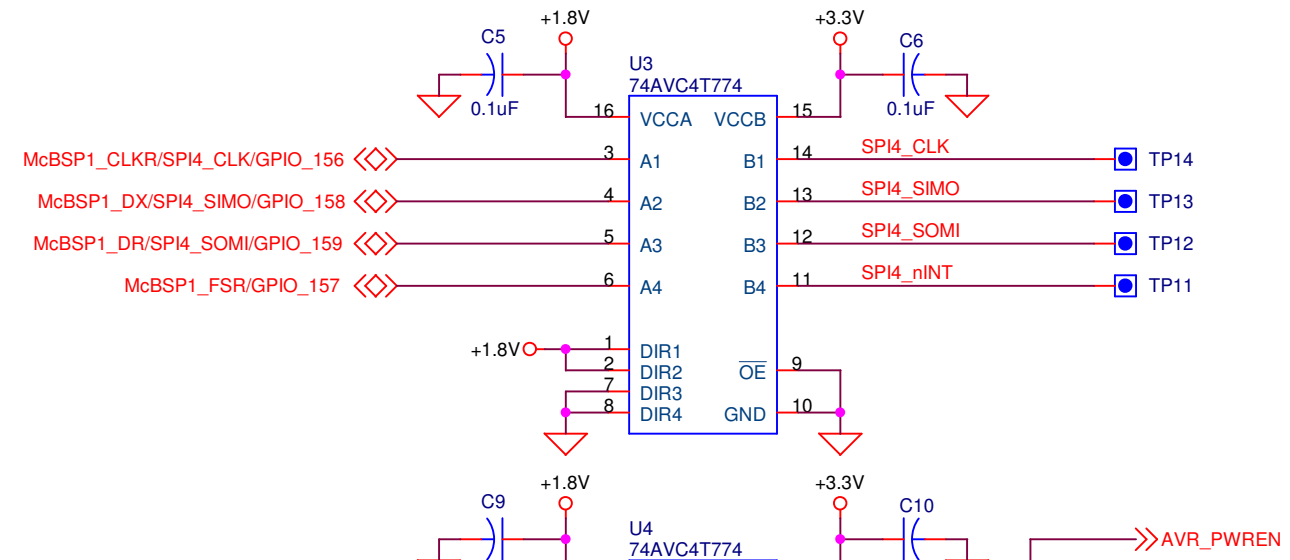 +1.8V
+3.3V
C5
C6
U3
74AVC4T774
0.1uF
0.1uF
16 VCCA VCCB 15
McBSP1_CLKR/SPI4_CLK/GPIO_156 3 A1 B1 14 SPI4_CLK TP14
McBSP1_DX/SPI4_SIMO/GPIO_158 4 A2 B2 13 SPI4_SIMO TP13
McBSP1_DR/SPI4_SOMI/GPIO_159 5 A3 B3 12 SPI4_SOMI TP12
McBSP1_FSR/GPIO_157 6 A4 B4 11 SPI4_nINT TP11
+1.8V 1 DIR1
2 DIR2 OE 9
7 DIR3
8 DIR4 GND 10
+1.8V
+3.3V
C9
C10
U4
74AVC4T774
AVR_PWREN